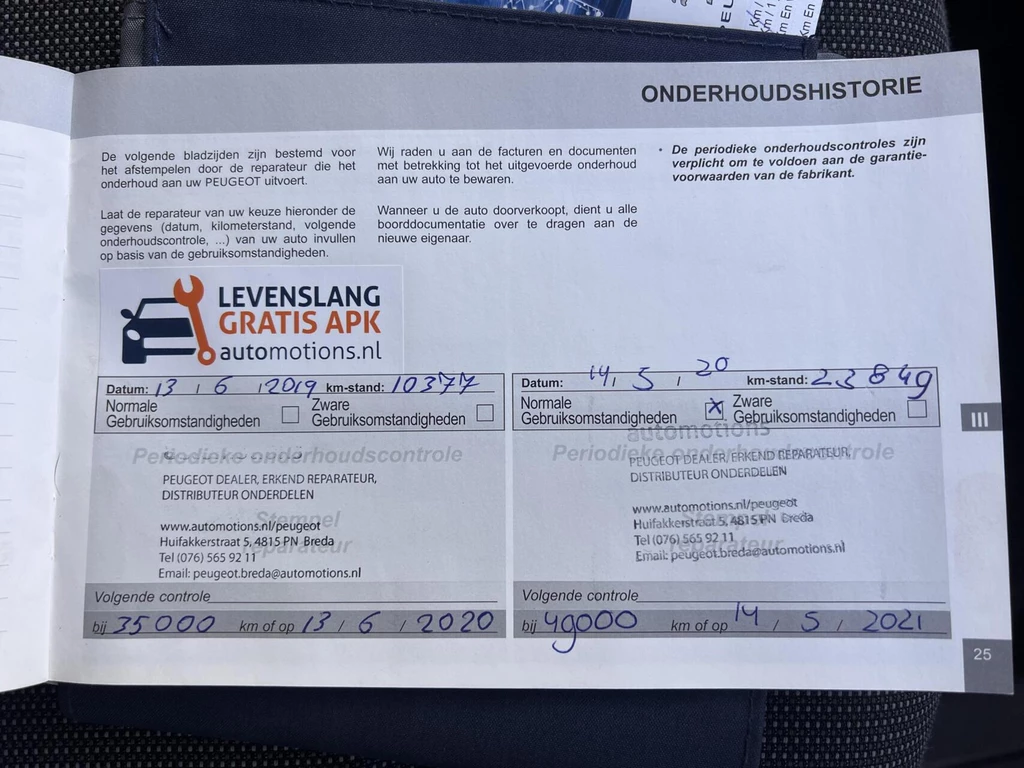 ONDERHOUDSHISTORIE
De volgende bladzijden zijn bestemd voor
het afstempelen door de reparateur die het
onderhoud aan uw PEUGEOT uitvoert.
Laat de reparateur van uw keuze hieronder de
gegevens (datum, kilometerstand, volgende
onderhoudscontrole, ...) van uw auto invullen
op basis van de gebruiksomstandigheden.
Wij raden u aan de facturen en documenten
met betrekking tot het uitgevoerde onderhoud
aan uw auto te bewaren.
Wanneer u de auto doorverkoopt, dient u alle
boorddocumentatie over te dragen aan de
nieuwe eigenaar.
• De periodieke onderhoudscontroles zijn
verplicht om te voldoen aan de garantie-
voorwaarden van de fabrikant.
LEVENSLANG
GRATIS APK
automotions.nl
Datum: 13 / 6 / 2019 km-stand: 10377
Normale
Gebruiksomstandigheden
Zware
Gebruiksomstandigheden
Periodieke onderhoudscontrole
PEUGEOT DEALER, ERKEND REPARATEUR,
DISTRIBUTEUR ONDERDELEN
Stempel
reparateur
www.automotions.nl/peugeot
Huifakkerstraat 5, 4815 PN Breda
Tel (076) 565 92 11
Email: peugeot.breda@automotions.nl
Volgende controle
bij 35000 km of op 13 / 6 / 2020
Datum: 14 / 5 / 20 km-stand: 23849
Normale
Gebruiksomstandigheden X
Zware
Gebruiksomstandigheden
automotions
Periodieke onderhoudscontrole
PEUGEOT DEALER, ERKEND REPARATEUR,
DISTRIBUTEUR ONDERDELEN
Stempel
reparateur
www.automotions.nl/peugeot
Huifakkerstraat 5, 4815 PN Breda
Tel (076) 565 92 11
Email: peugeot.breda@automotions.nl
Volgende controle
bij 49000 km of op 14 / 5 / 2021
III
25